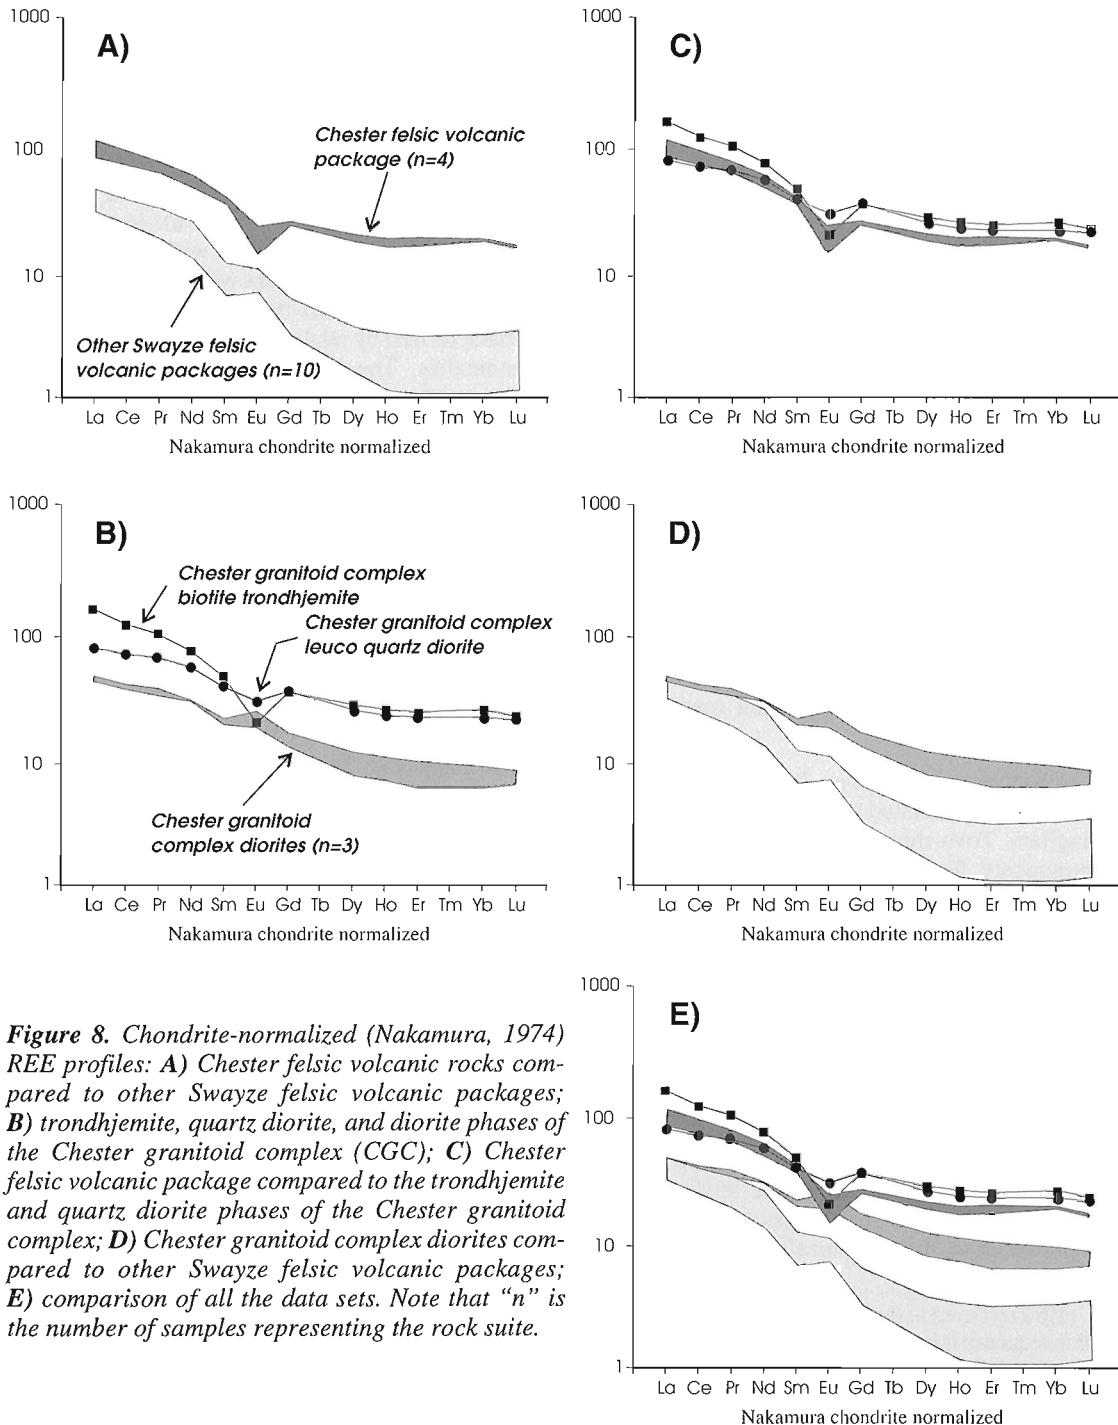 A)
1000
100
10
1
Chester felsic volcanic
package (n=4)
Other Swayze felsic
volcanic packages (n=10)
La Ce Pr Nd Sm Eu Gd Tb Dy Ho Er Tm Yb Lu
Nakamura chondrite normalized
C)
1000
100
10
1
La Ce Pr Nd Sm Eu Gd Tb Dy Ho Er Tm Yb Lu
Nakamura chondrite normalized
B)
1000
100
10
1
Chester granitoid complex
biotite trondhjemite
Chester granitoid complex
leuco quartz diorite
Chester granitoid
complex diorites (n=3)
La Ce Pr Nd Sm Eu Gd Tb Dy Ho Er Tm Yb Lu
Nakamura chondrite normalized
D)
1000
100
10
1
La Ce Pr Nd Sm Eu Gd Tb Dy Ho Er Tm Yb Lu
Nakamura chondrite normalized
Figure 8. Chondrite-normalized (Nakamura, 1974)
REE profiles: A) Chester felsic volcanic rocks com-
pared to other Swayze felsic volcanic packages;
B) trondhjemite, quartz diorite, and diorite phases of
the Chester granitoid complex (CGC); C) Chester
felsic volcanic package compared to the trondhjemite
and quartz diorite phases of the Chester granitoid
complex; D) Chester granitoid complex diorites com-
pared to other Swayze felsic volcanic packages;
E) comparison of all the data sets. Note that "n" is
the number of samples representing the rock suite.
E)
1000
100
10
1
La Ce Pr Nd Sm Eu Gd Tb Dy Ho Er Tm Yb Lu
Nakamura chondrite normalized